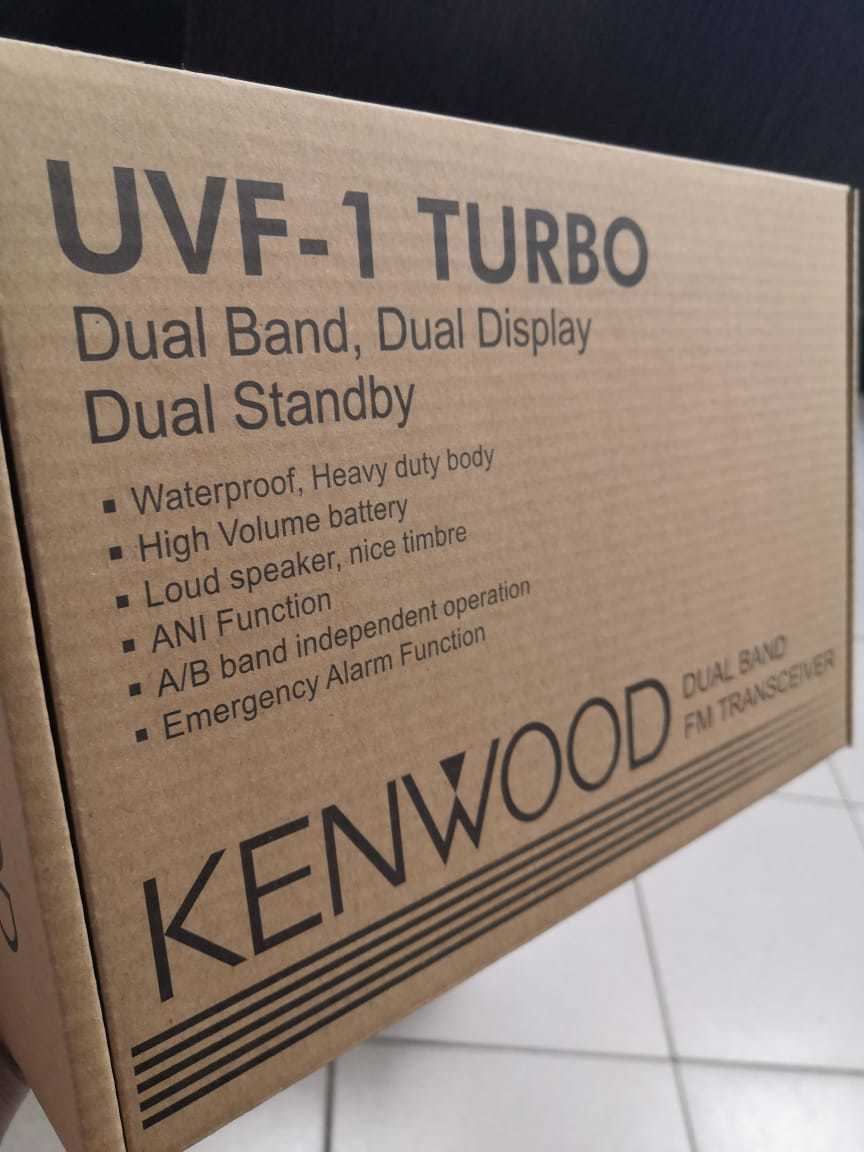 UVF-1 TURBO
Dual Band, Dual Display
Dual Standby
▪ Waterproof, Heavy duty body
▪ High Volume battery
▪ Loud speaker, nice timbre
▪ ANI Function
▪ A/B band independent operation
▪ Emergency Alarm Function
KENWOOD
DUAL BAND
FM TRANSCEIVER